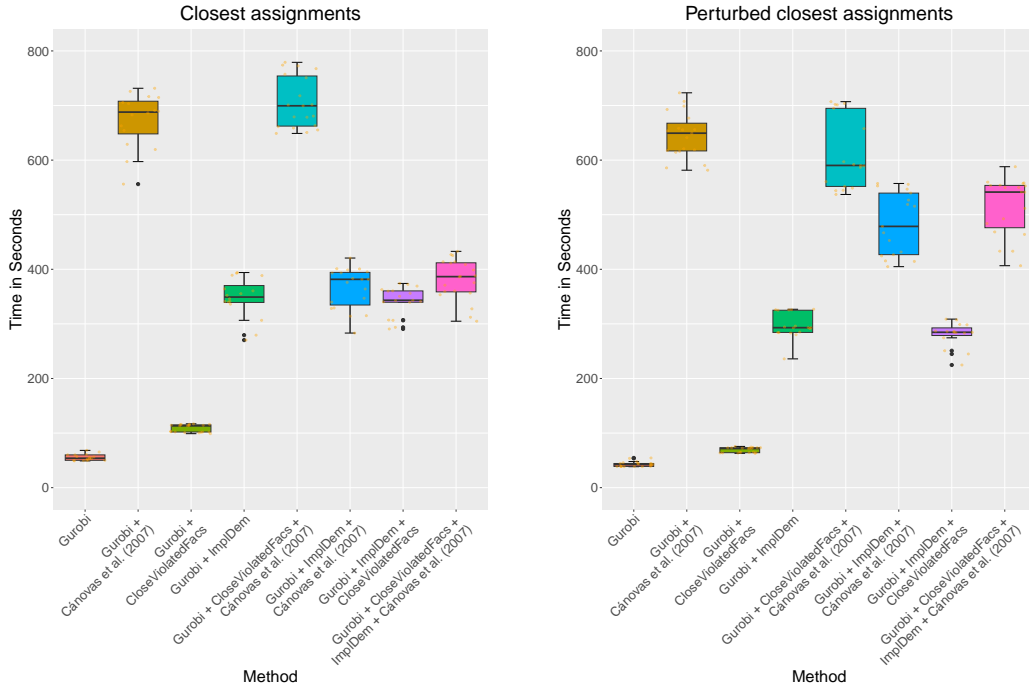 Closest assignments
Time in Seconds
800
600
400
200
0
Gurobi
Gurobi +
Cánovas et al. (2007)
Gurobi +
CloseViolatedFacs
Gurobi + ImplDem
Gurobi + CloseViolatedFacs +
Cánovas et al. (2007)
Gurobi + ImplDem +
Cánovas et al. (2007)
Gurobi + ImplDem +
CloseViolatedFacs
Gurobi + CloseViolatedFacs +
ImplDem + Cánovas et al. (2007)
Method
Perturbed closest assignments
Time in Seconds
800
600
400
200
0
Gurobi
Gurobi +
Cánovas et al. (2007)
Gurobi +
CloseViolatedFacs
Gurobi + ImplDem
Gurobi + CloseViolatedFacs +
Cánovas et al. (2007)
Gurobi + ImplDem +
Cánovas et al. (2007)
Gurobi + ImplDem +
CloseViolatedFacs
Gurobi + CloseViolatedFacs +
ImplDem + Cánovas et al. (2007)
Method